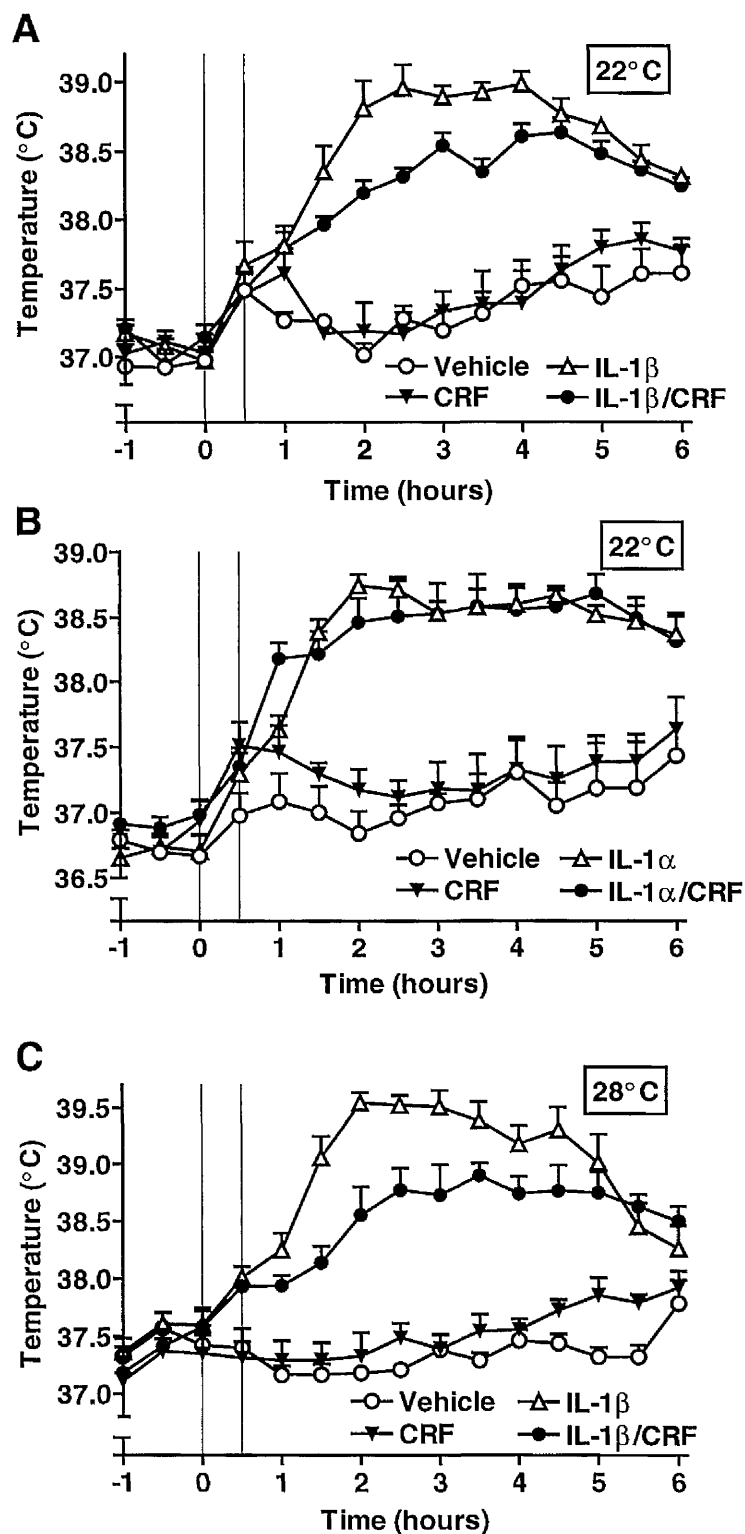 A
22°C
39.0
38.5
38.0
37.5
37.0
Temperature (°C)
Vehicle
IL-1β
CRF
IL-1β/CRF
-1 0 1 2 3 4 5 6
Time (hours)
B
22°C
39.0
38.5
38.0
37.5
37.0
36.5
Temperature (°C)
Vehicle
IL-1α
CRF
IL-1α/CRF
-1 0 1 2 3 4 5 6
Time (hours)
C
28°C
39.5
39.0
38.5
38.0
37.5
37.0
Temperature (°C)
Vehicle
IL-1β
CRF
IL-1β/CRF
-1 0 1 2 3 4 5 6
Time (hours)